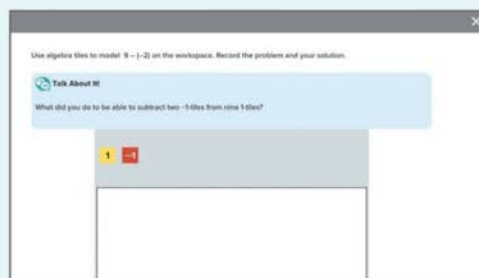 Use algebra tiles to model 9 – (–2) on the workspace. Record the problem and your solution.
Talk About It!
What did you do to be able to subtract two –1-tiles from nine 1-tiles?
1 –1